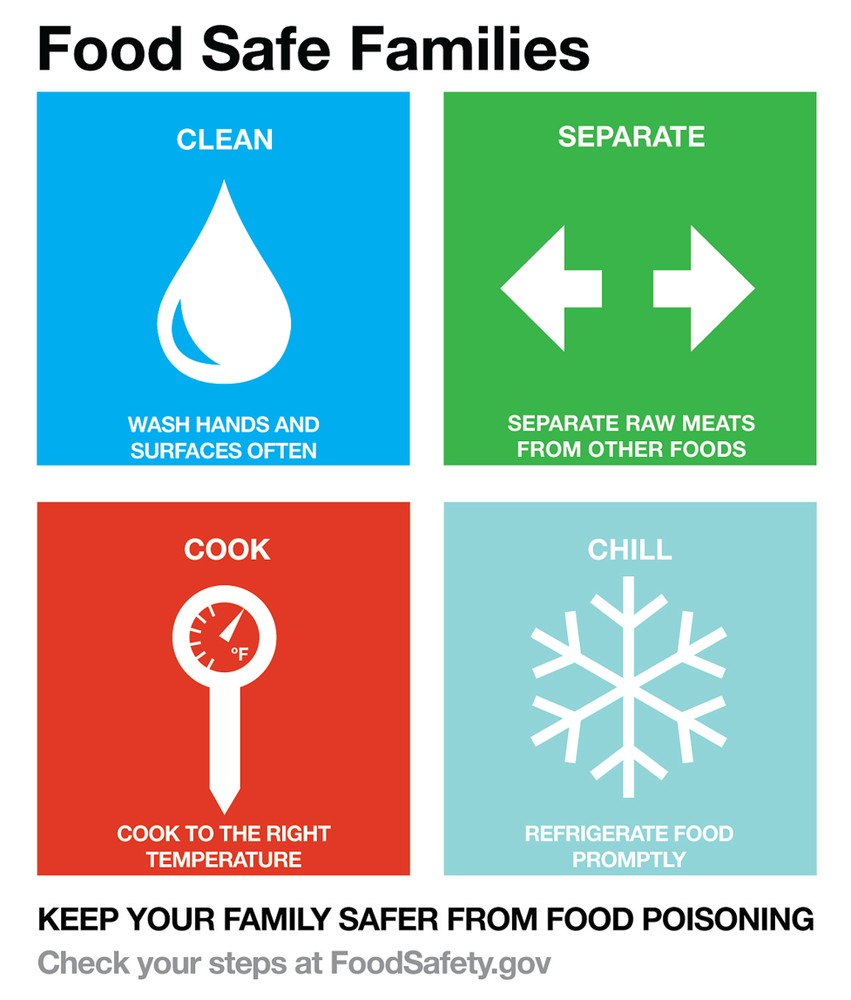 Food Safe Families
CLEAN
WASH HANDS AND
SURFACES OFTEN
SEPARATE
SEPARATE RAW MEATS
FROM OTHER FOODS
COOK
ºF
COOK TO THE RIGHT
TEMPERATURE
CHILL
REFRIGERATE FOOD
PROMPTLY
KEEP YOUR FAMILY SAFER FROM FOOD POISONING
Check your steps at FoodSafety.gov